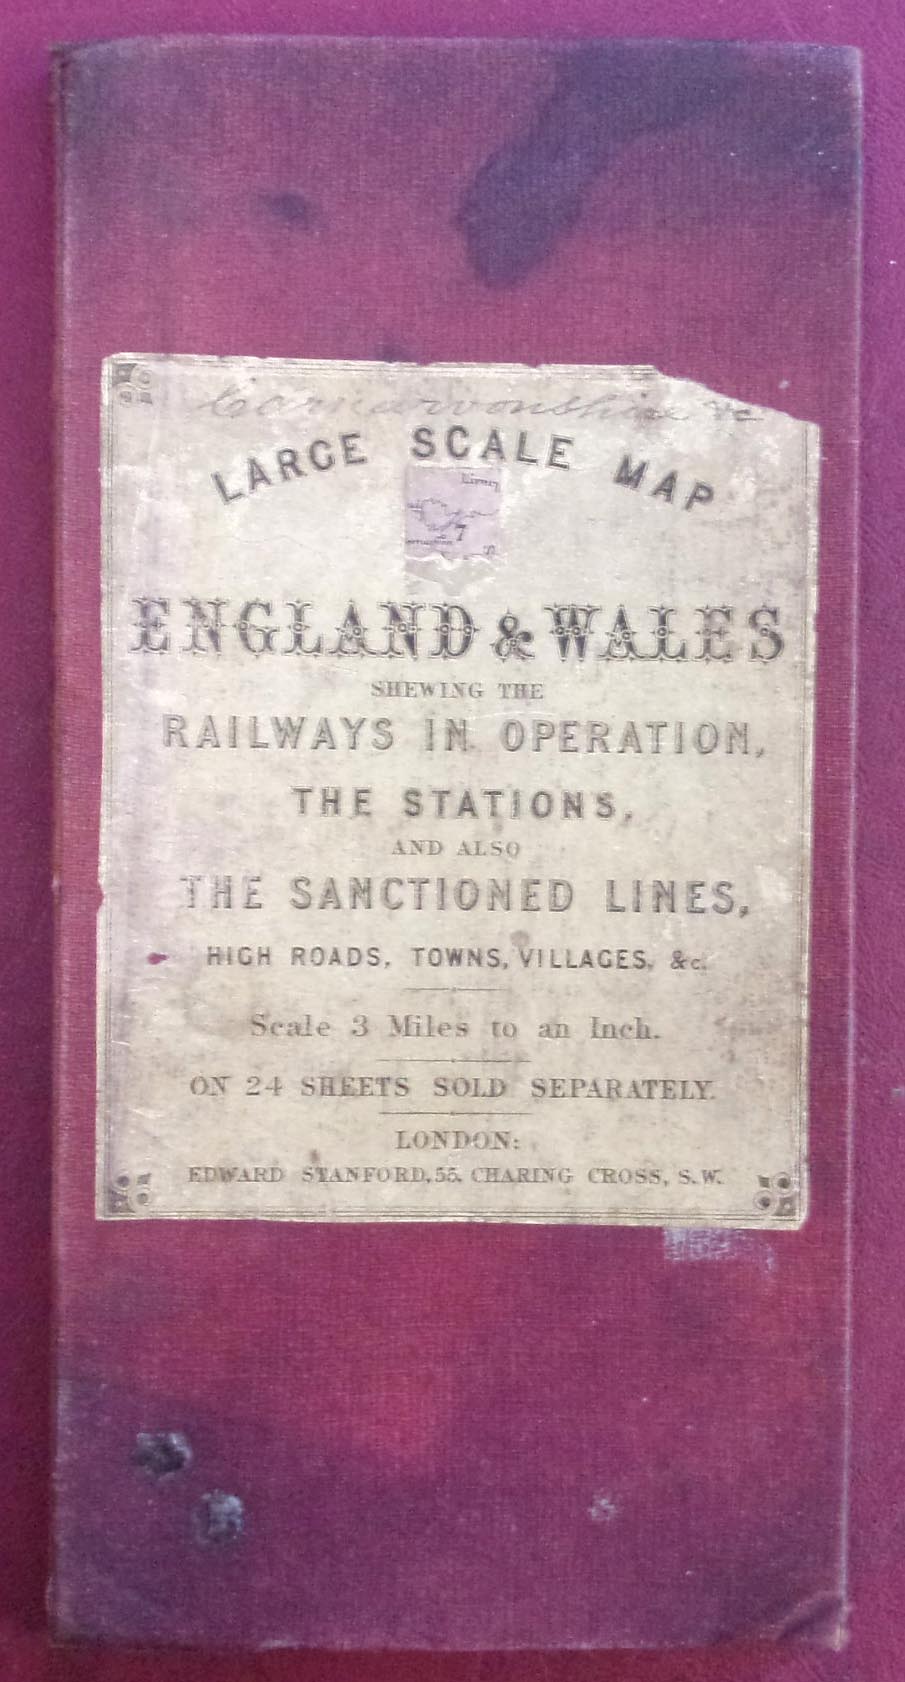 Carnarvonshire &c
LARGE SCALE MAP
7
ENGLAND & WALES
SHEWING THE
RAILWAYS IN OPERATION,
THE STATIONS,
AND ALSO
THE SANCTIONED LINES,
HIGH ROADS, TOWNS, VILLAGES, &c.
Scale 3 Miles to an Inch.
ON 24 SHEETS SOLD SEPARATELY.
LONDON:
EDWARD STANFORD, 55, CHARING CROSS, S.W.